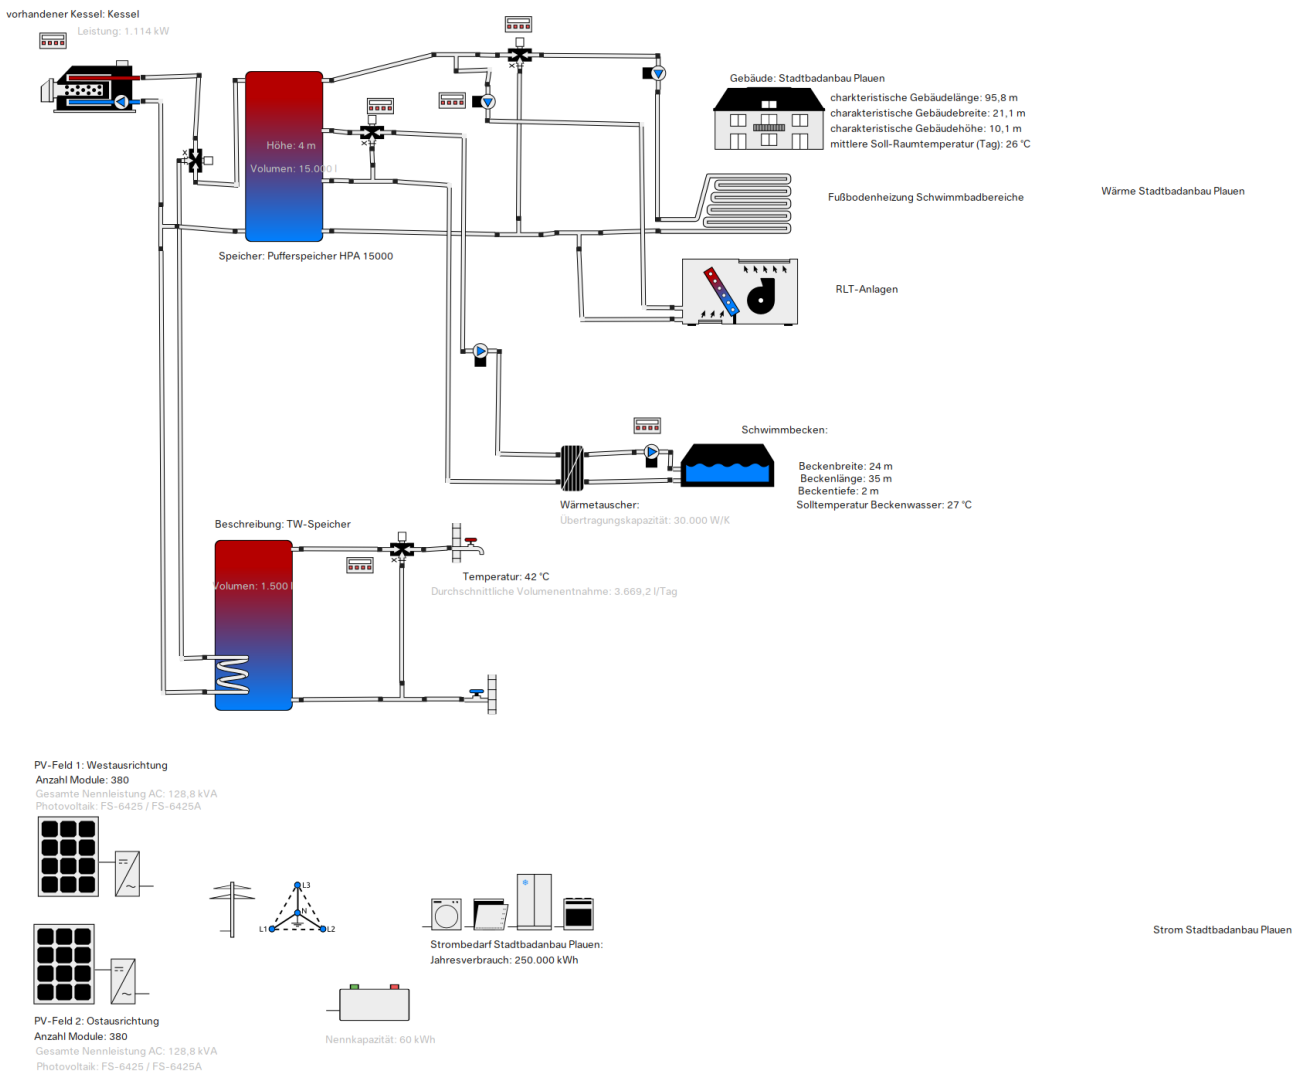 vorhandener Kessel: Kessel
Leistung: 1.114 kW
Gebäude: Stadtbadanbau Plauen
charkteristische Gebäudelänge: 95,8 m
charakteristische Gebäudebreite: 21,1 m
charakteristische Gebäudehöhe: 10,1 m
mittlere Soll-Raumtemperatur (Tag): 26 °C
Höhe: 4 m
Volumen: 15.000 l
Fußbodenheizung Schwimmbadbereiche
Wärme Stadtbadanbau Plauen
Speicher: Pufferspeicher HPA 15000
RLT-Anlagen
Schwimmbecken:
Beckenbreite: 24 m
Beckenlänge: 35 m
Beckentiefe: 2 m
Solltemperatur Beckenwasser: 27 °C
Wärmetauscher:
Übertragungskapazität: 30.000 W/K
Beschreibung: TW-Speicher
Volumen: 1.500 l
Temperatur: 42 °C
Durchschnittliche Volumenentnahme: 3.669,2 l/Tag
PV-Feld 1: Westausrichtung
Anzahl Module: 380
Gesamte Nennleistung AC: 128,8 kVA
Photovoltaik: FS-6425 / FS-6425A
L3
N
L1
L2
Strombedarf Stadtbadanbau Plauen:
Jahresverbrauch: 250.000 kWh
Strom Stadtbadanbau Plauen
PV-Feld 2: Ostausrichtung
Anzahl Module: 380
Gesamte Nennleistung AC: 128,8 kVA
Photovoltaik: FS-6425 / FS-6425A
Nennkapazität: 60 kWh